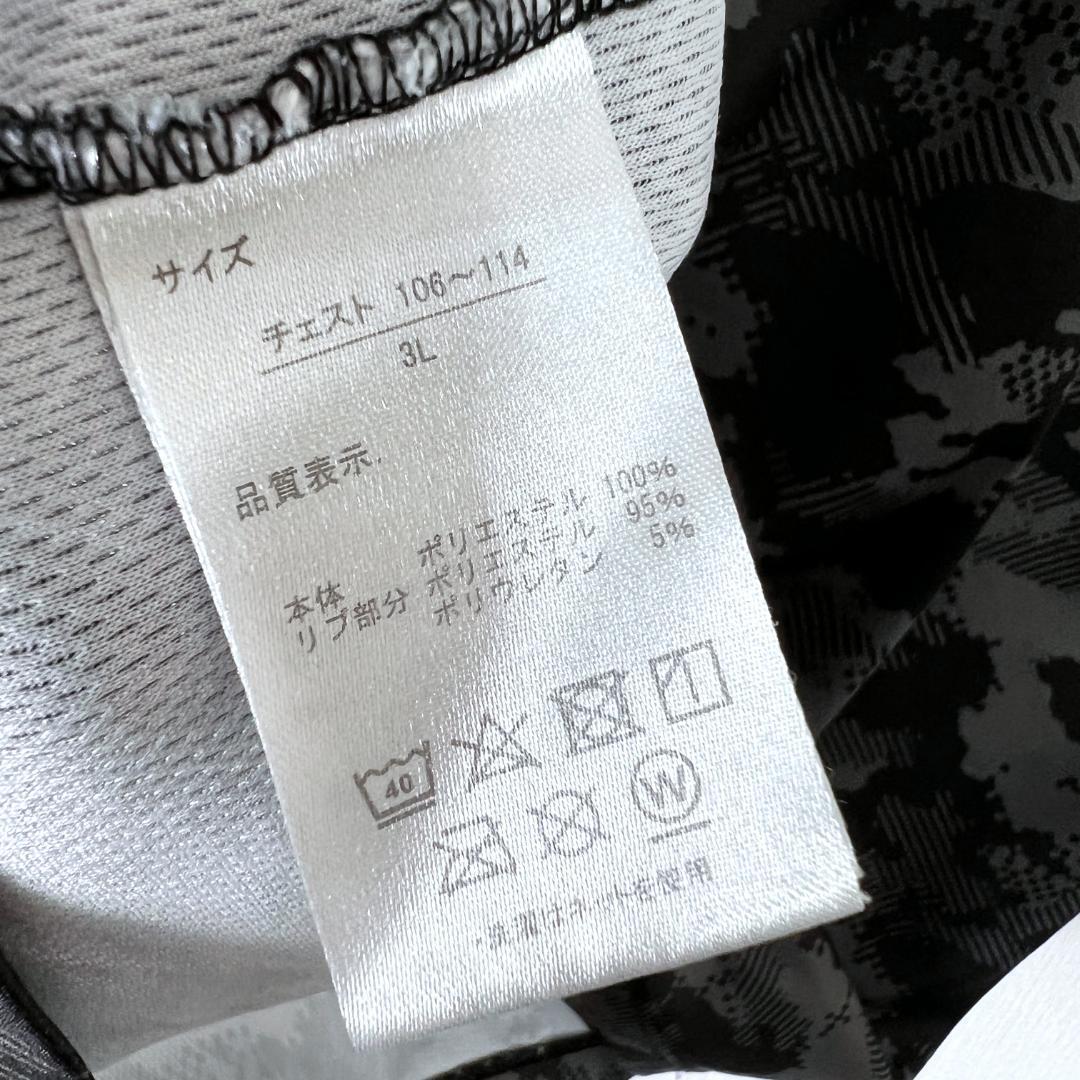 サイズ
チェスト 106～114
3L
品質表示.
本体 ポリエステル 100%
リブ部分 ポリエステル 95%
ポリウレタン 5%
40
W
・洗濯はネットを使用